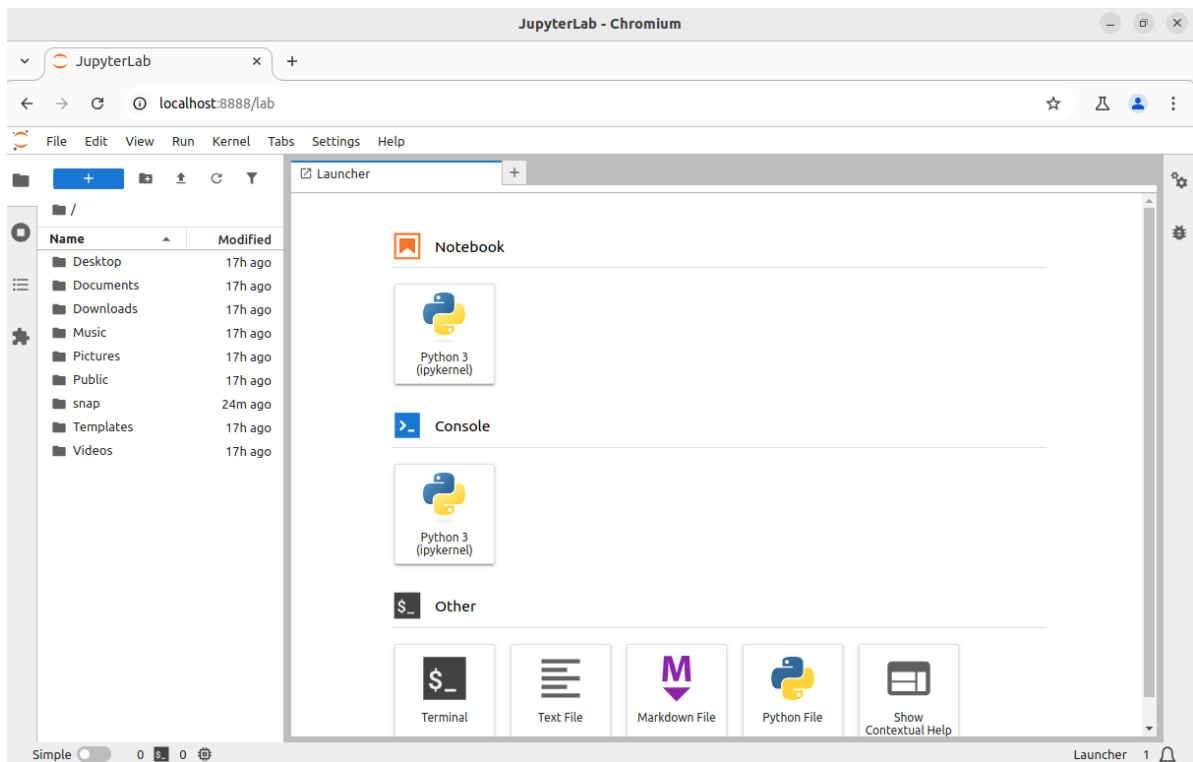 JupyterLab - Chromium
JupyterLab
localhost:8888/lab
File Edit View Run Kernel Tabs Settings Help
Launcher
/
Name Modified
Desktop 17h ago
Documents 17h ago
Downloads 17h ago
Music 17h ago
Pictures 17h ago
Public 17h ago
snap 24m ago
Templates 17h ago
Videos 17h ago
Notebook
Python 3
(ipykernel)
Console
Python 3
(ipykernel)
$_ Other
$_
M
Terminal
Text File
Markdown File
Python File
Show
Contextual Help
Simple 0 $_ 0 Launcher 1